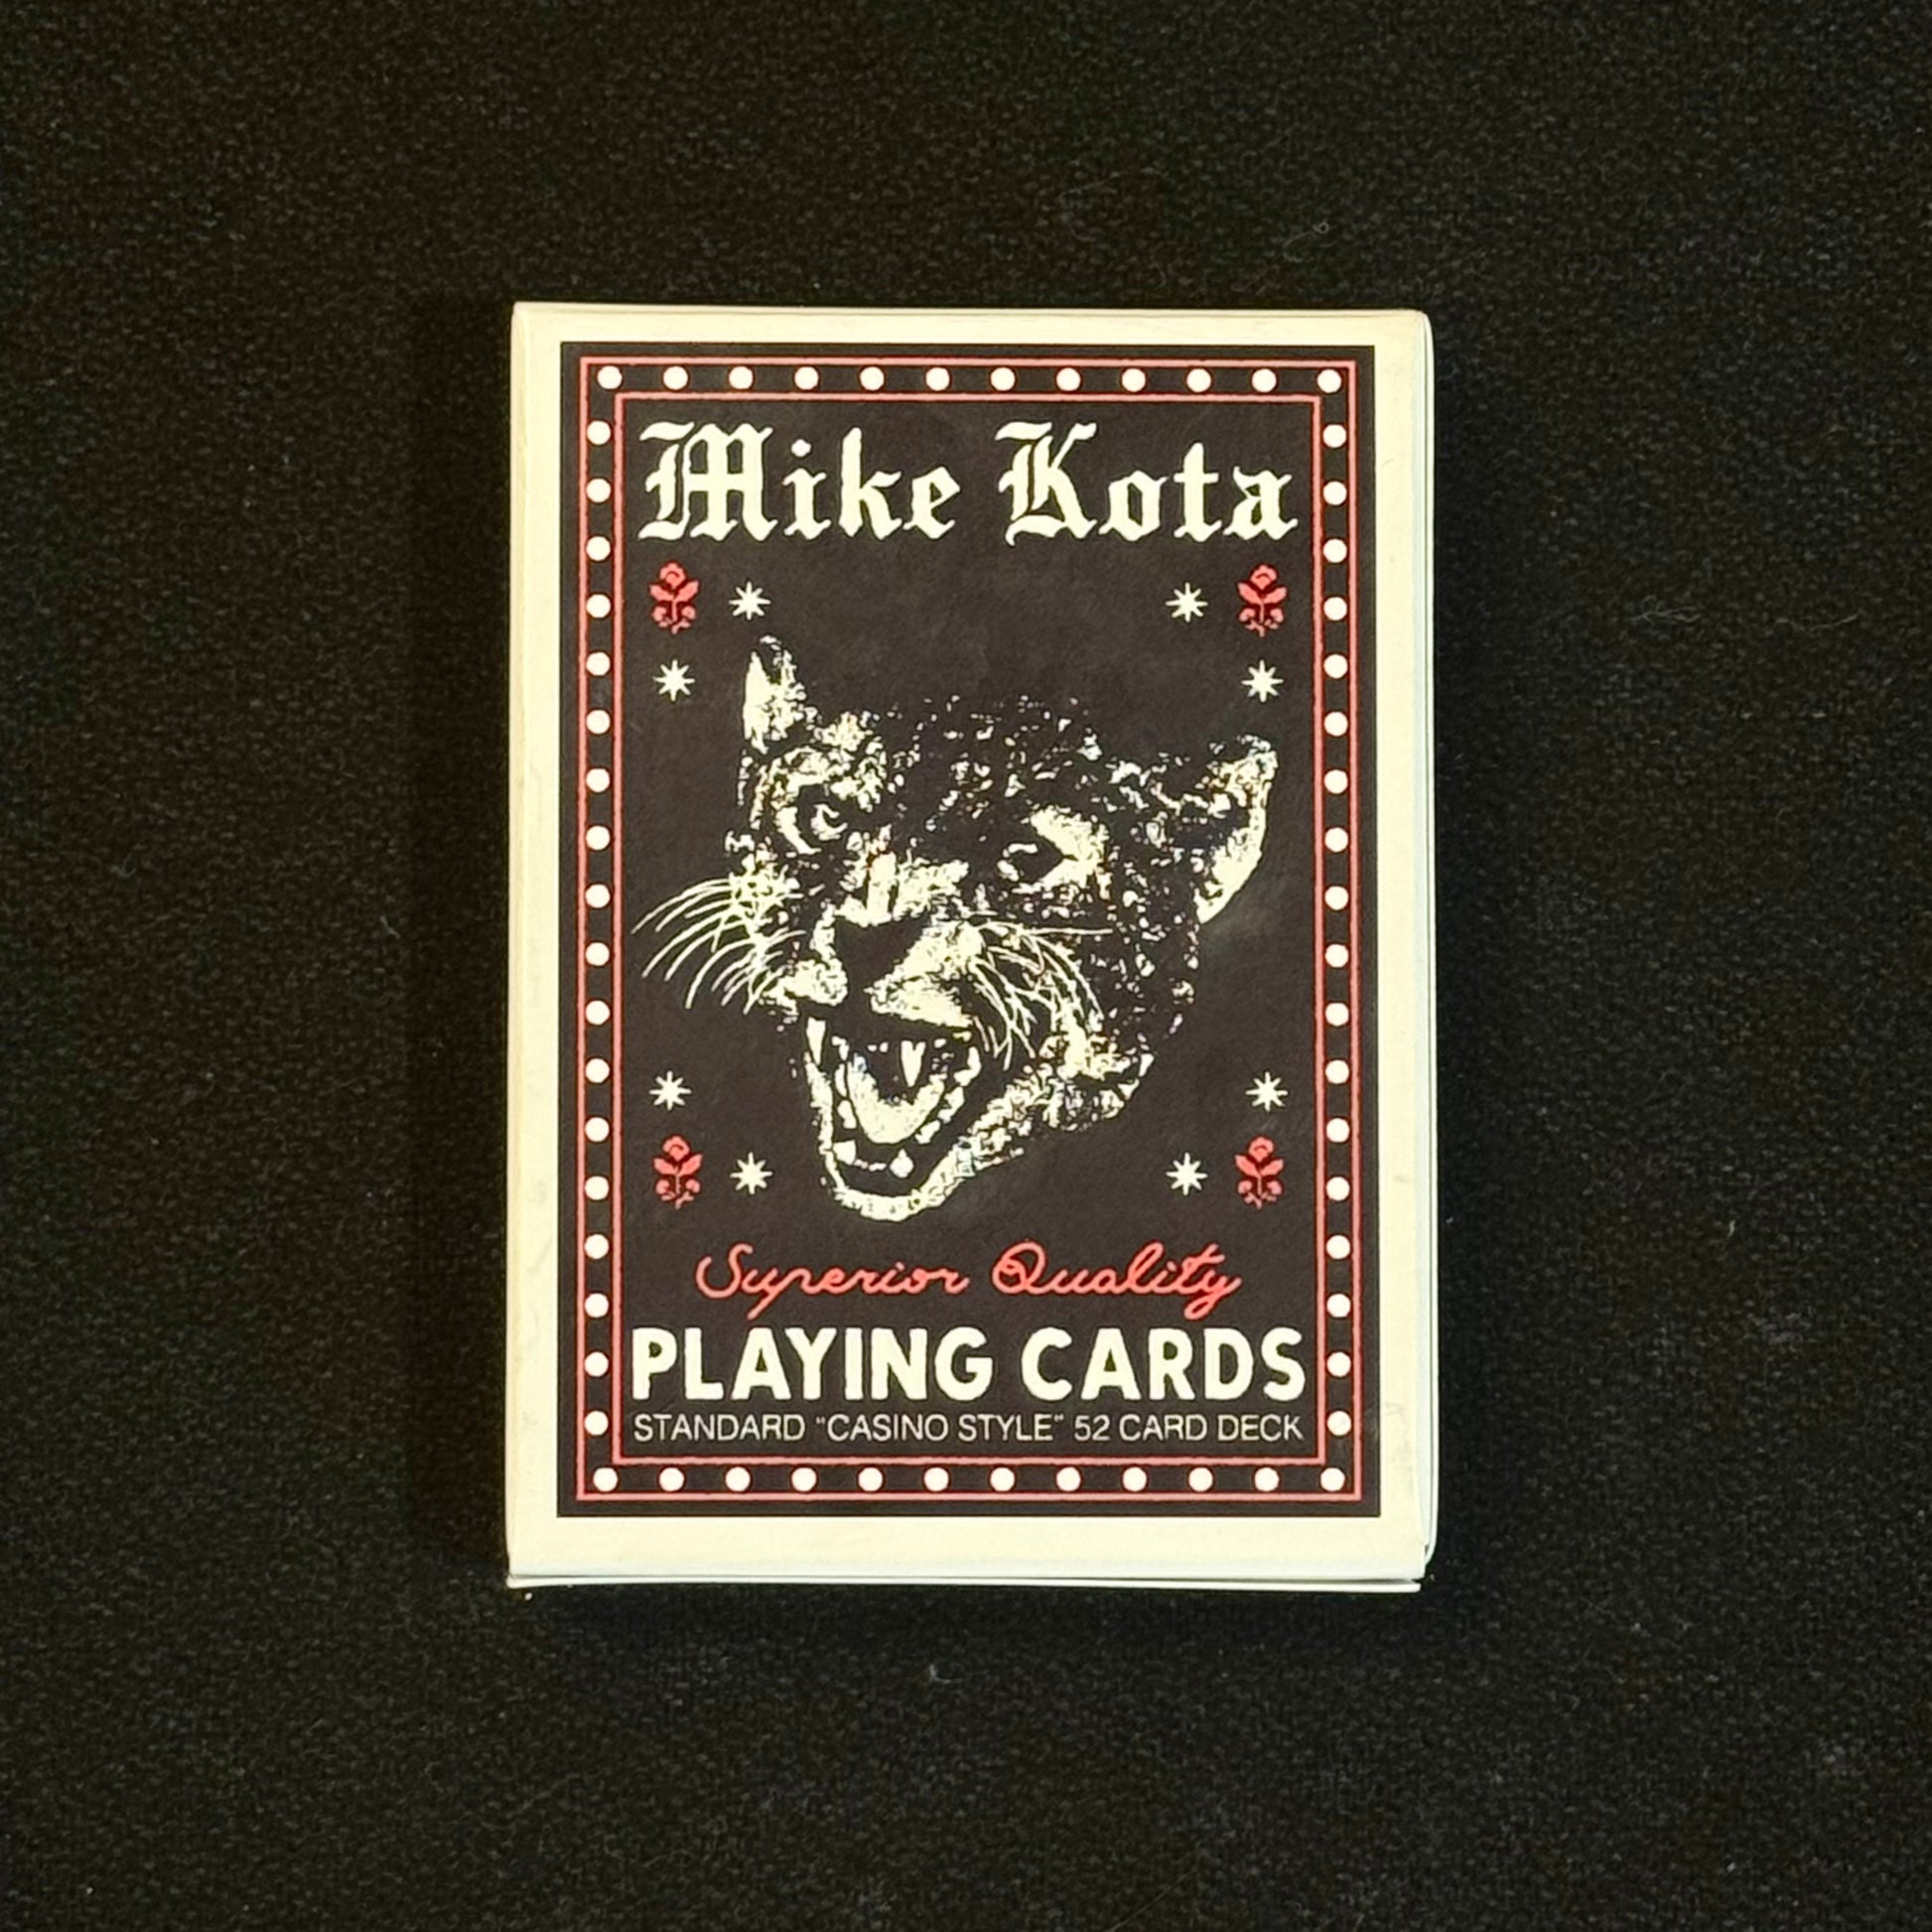 Mike Kota
Superior Quality
PLAYING CARDS
STANDARD "CASINO STYLE" 52 CARD DECK